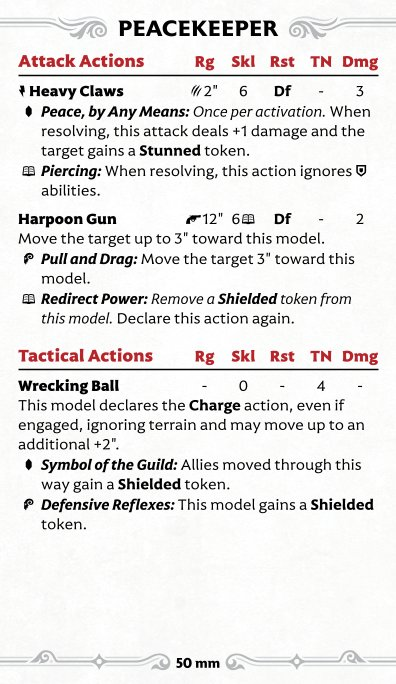 PEACEKEEPER
Attack Actions Rg Skl Rst TN Dmg
Heavy Claws 2" 6 Df - 3
Peace, by Any Means: Once per activation. When
resolving, this attack deals +1 damage and the
target gains a Stunned token.
Piercing: When resolving, this action ignores
abilities.
Harpoon Gun 12" 6 Df - 2
Move the target up to 3" toward this model.
Pull and Drag: Move the target 3" toward this
model.
Redirect Power: Remove a Shielded token from
this model. Declare this action again.
Tactical Actions Rg Skl Rst TN Dmg
Wrecking Ball - 0 - 4 -
This model declares the Charge action, even if
engaged, ignoring terrain and may move up to an
additional +2".
Symbol of the Guild: Allies moved through this
way gain a Shielded token.
Defensive Reflexes: This model gains a Shielded
token.
50 mm